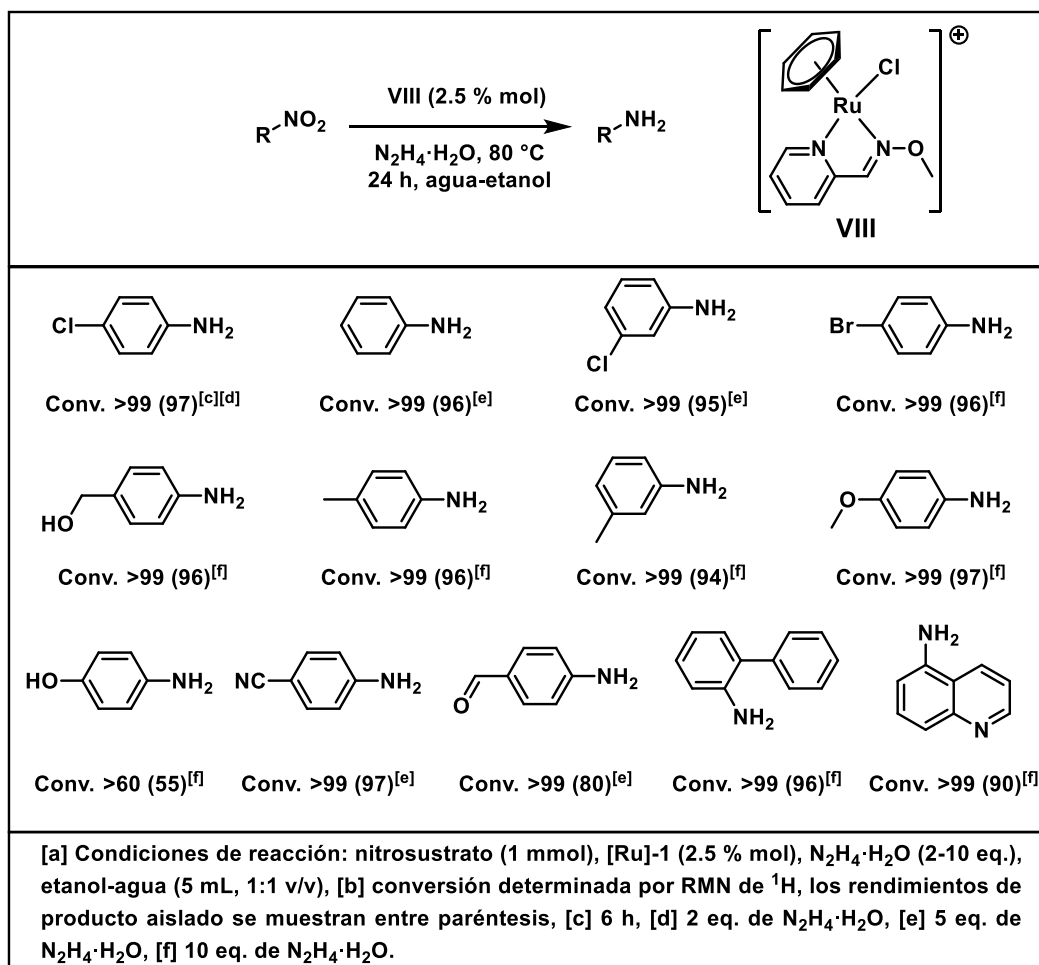 VIII (2.5 % mol)
R-NO₂
N₂H₄·H₂O, 80 °C
24 h, agua-etanol
R-NH₂
⊕
Cl
Ru
N
N-O
VIII
Cl NH₂
NH₂
NH₂
Cl
Br NH₂
Conv. >99 (97)[c][d]
Conv. >99 (96)[e]
Conv. >99 (95)[e]
Conv. >99 (96)[f]
HO NH₂
NH₂
NH₂
O NH₂
Conv. >99 (96)[f]
Conv. >99 (96)[f]
Conv. >99 (94)[f]
Conv. >99 (97)[f]
HO NH₂
NC NH₂
O NH₂
NH₂
NH₂
N
Conv. >60 (55)[f]
Conv. >99 (97)[e]
Conv. >99 (80)[e]
Conv. >99 (96)[f]
Conv. >99 (90)[f]
[a] Condiciones de reacción: nitrosustrato (1 mmol), [Ru]-1 (2.5 % mol), N₂H₄·H₂O (2-10 eq.),
etanol-agua (5 mL, 1:1 v/v), [b] conversión determinada por RMN de ¹H, los rendimientos de
producto aislado se muestran entre paréntesis, [c] 6 h, [d] 2 eq. de N₂H₄·H₂O, [e] 5 eq. de
N₂H₄·H₂O, [f] 10 eq. de N₂H₄·H₂O.